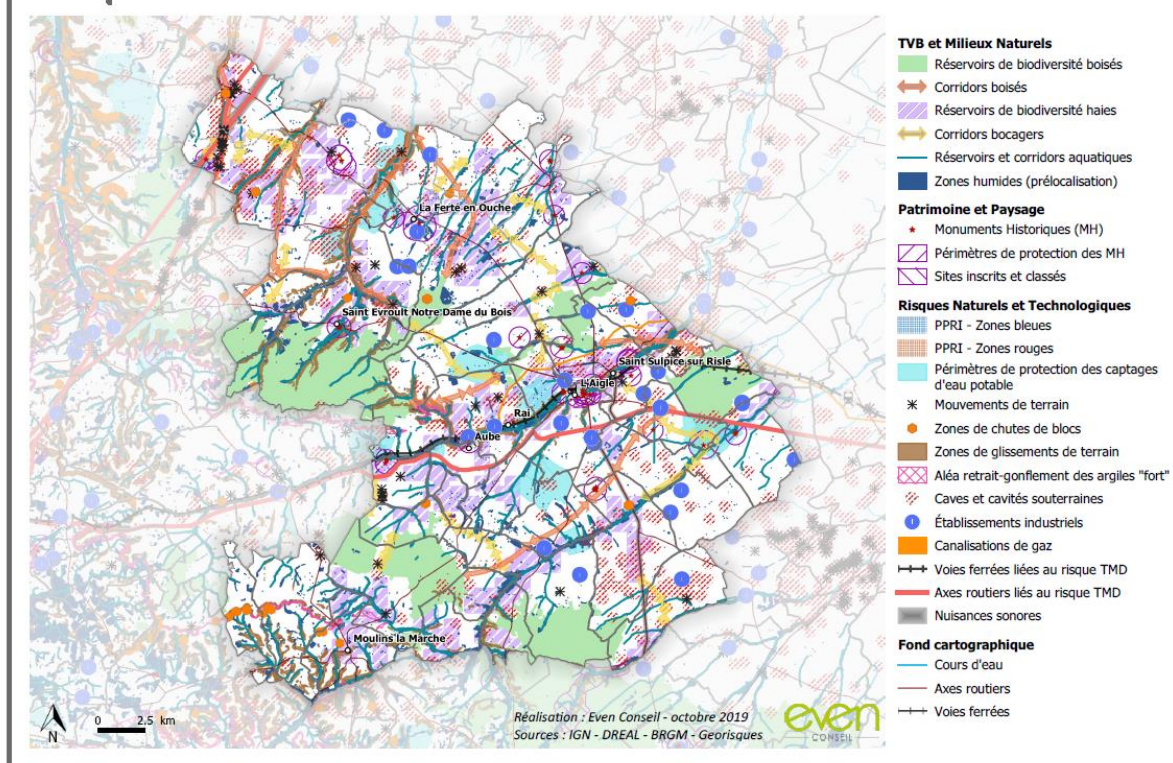 La Ferté en Ouche
Saint Evroult Notre Dame du Bois
Saint Sulpice sur Risle
L'Aigle
Rai
Aube
Moulins la Marche
N
0 2.5 km
Réalisation : Even Conseil - octobre 2019
Sources : IGN - DREAL - BRGM - Georisques
even
CONSEIL
TVB et Milieux Naturels
Réservoirs de biodiversité boisés
Corridors boisés
Réservoirs de biodiversité haies
Corridors bocagers
Réservoirs et corridors aquatiques
Zones humides (prélocalisation)
Patrimoine et Paysage
Monuments Historiques (MH)
Périmètres de protection des MH
Sites inscrits et classés
Risques Naturels et Technologiques
PPRI - Zones bleues
PPRI - Zones rouges
Périmètres de protection des captages
d'eau potable
Mouvements de terrain
Zones de chutes de blocs
Zones de glissements de terrain
Aléa retrait-gonflement des argiles "fort"
Caves et cavités souterraines
Établissements industriels
Canalisations de gaz
Voies ferrées liées au risque TMD
Axes routiers liés au risque TMD
Nuisances sonores
Fond cartographique
Cours d'eau
Axes routiers
Voies ferrées